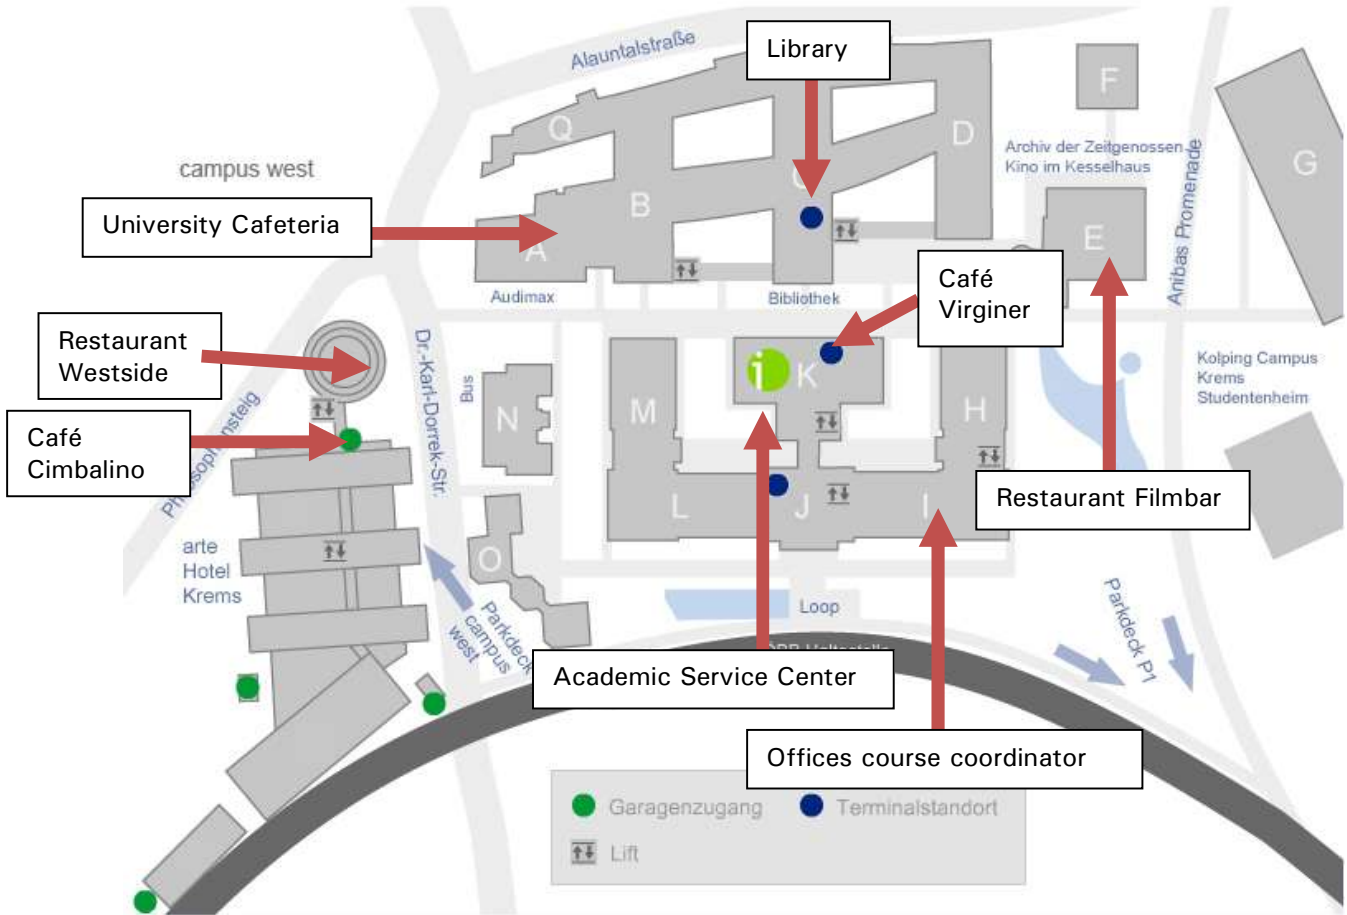 Library
Alauntalstraße
F
Q
D
Archiv der Zeitgenossen
Kino im Kesselhaus
G
campus west
C
B
University Cafeteria
A
E
Anibas Promenade
Audimax
Bibliothek
Café
Virginer
Restaurant
Westside
Dr.-Karl-Dorrek-Str.
Bus
i
K
Kolping Campus
Krems
Studentenheim
N
M
H
Café
Cimbalino
Restaurant Filmbar
L
J
I
arte
Hotel
Krems
O
Parkdeck
campus
west
Loop
Parkdeck P1
Academic Service Center
Offices course coordinator
Garagenzugang
Terminalstandort
Lift